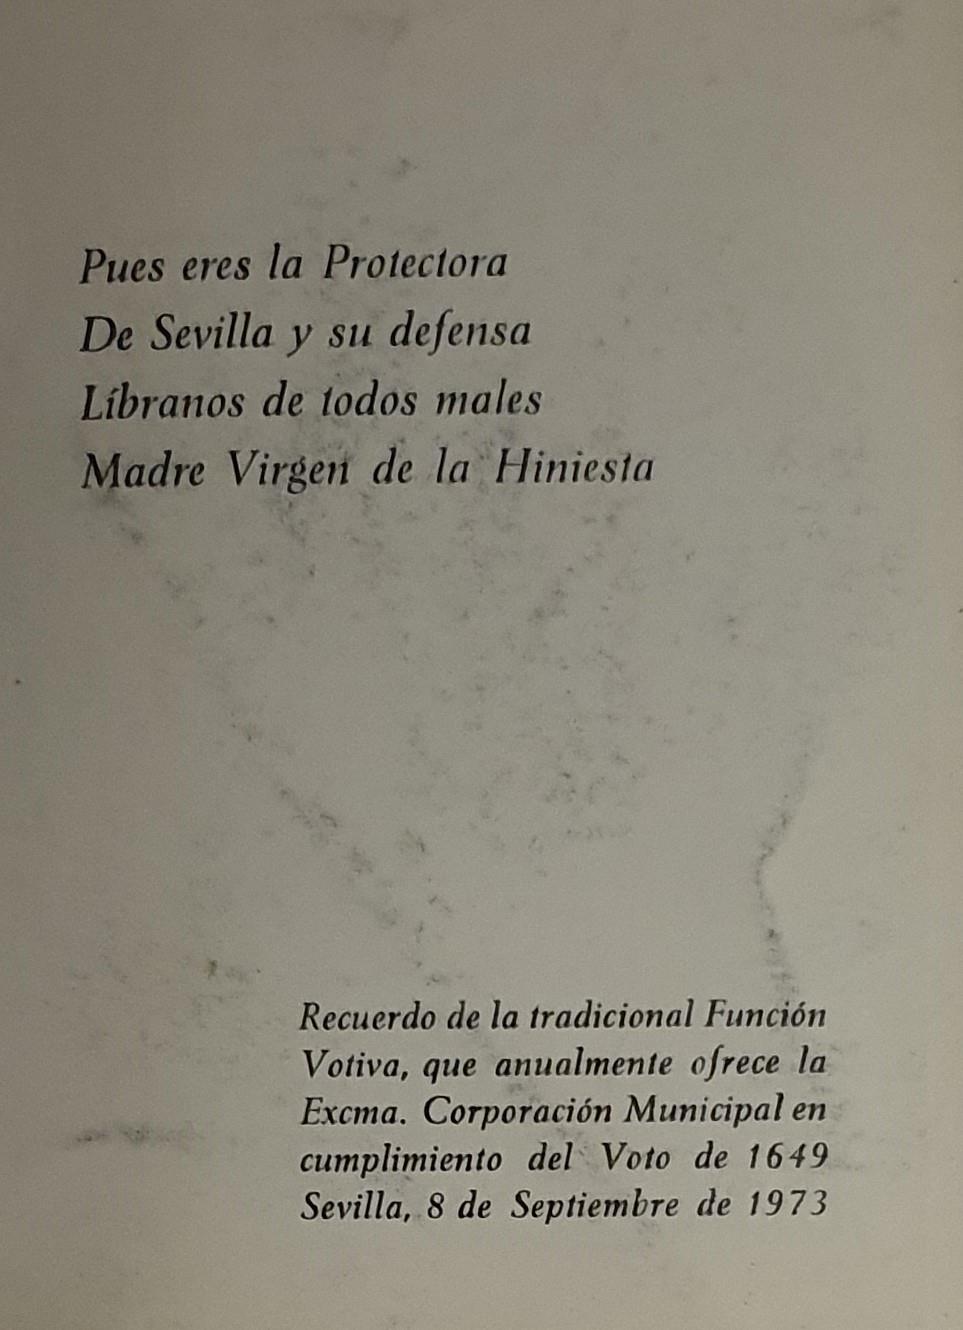 Pues eres la Protectora
De Sevilla y su defensa
Líbranos de todos males
Madre Virgen de la Hiniesta
Recuerdo de la tradicional Función
Votiva, que anualmente ofrece la
Excma. Corporación Municipal en
cumplimiento del Voto de 1649
Sevilla, 8 de Septiembre de 1973